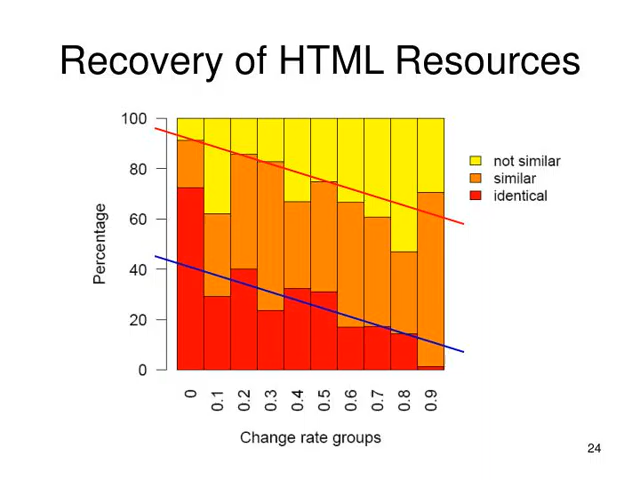 Recovery of HTML Resources
100
80
60
40
20
0
Percentage
not similar
similar
identical
0 0.1 0.2 0.3 0.4 0.5 0.6 0.7 0.8 0.9
Change rate groups
24